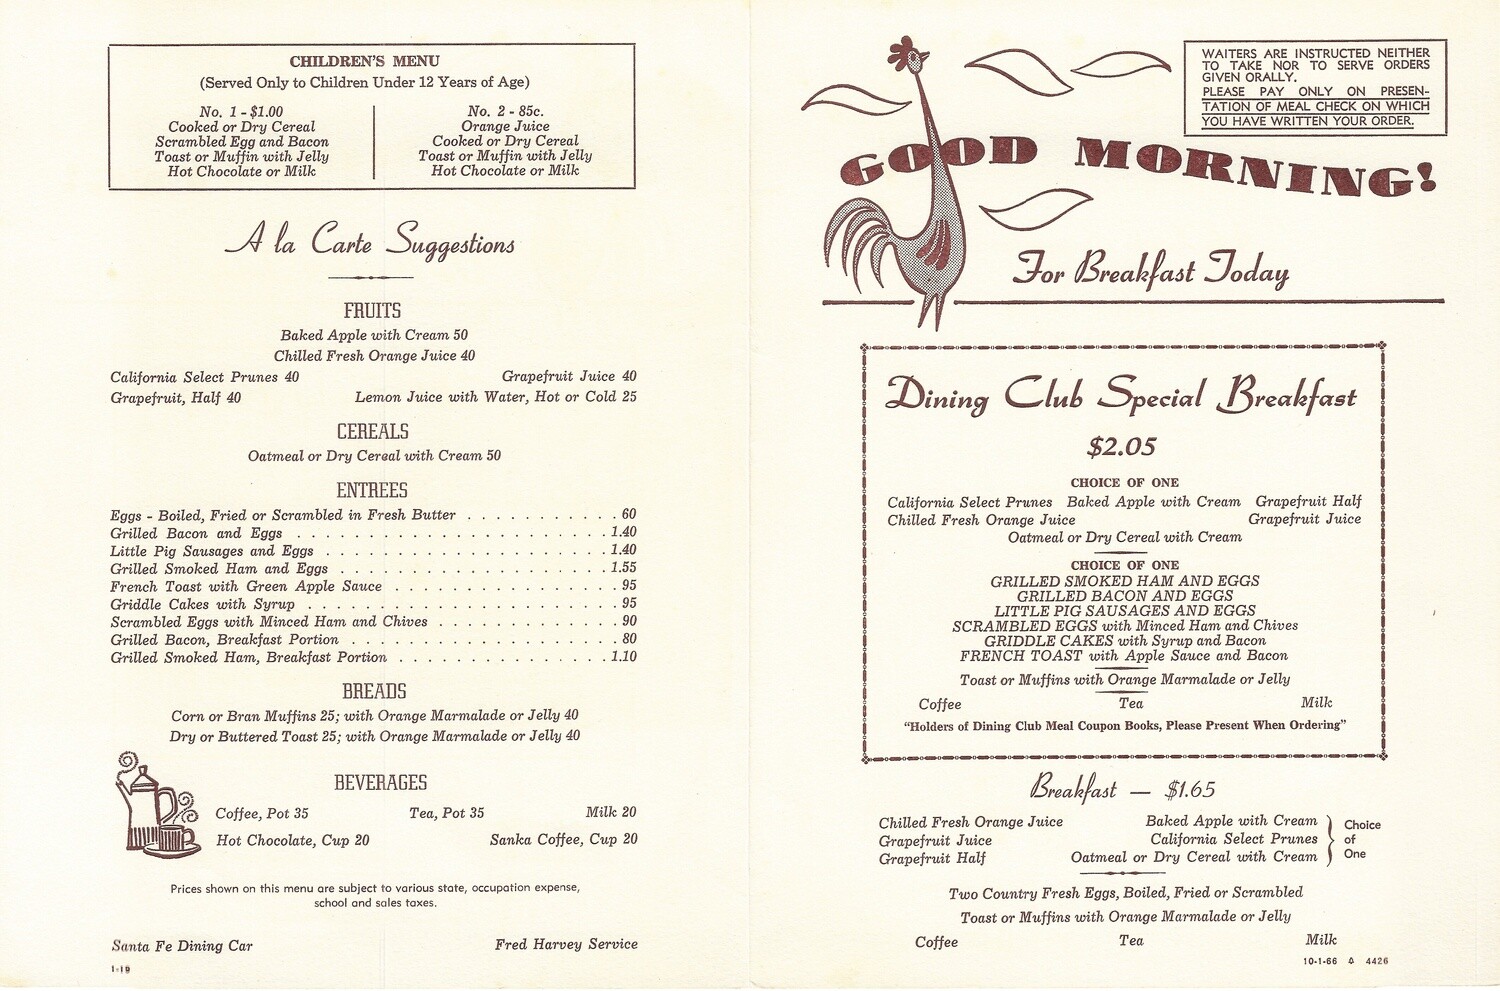 CHILDREN'S MENU
(Served Only to Children Under 12 Years of Age)
No. 1 - $1.00
Cooked or Dry Cereal
Scrambled Egg and Bacon
Toast or Muffin with Jelly
Hot Chocolate or Milk
No. 2 - 85c.
Orange Juice
Cooked or Dry Cereal
Toast or Muffin with Jelly
Hot Chocolate or Milk
A la Carte Suggestions
FRUITS
Baked Apple with Cream 50
Chilled Fresh Orange Juice 40
California Select Prunes 40 Grapefruit Juice 40
Grapefruit, Half 40 Lemon Juice with Water, Hot or Cold 25
CEREALS
Oatmeal or Dry Cereal with Cream 50
ENTREES
Eggs - Boiled, Fried or Scrambled in Fresh Butter . . . . . . . . . . . 60
Grilled Bacon and Eggs . . . . . . . . . . . . . . . . . . . . . 1.40
Little Pig Sausages and Eggs . . . . . . . . . . . . . . . . . . . 1.40
Grilled Smoked Ham and Eggs . . . . . . . . . . . . . . . . . . 1.55
French Toast with Green Apple Sauce . . . . . . . . . . . . . . . 95
Griddle Cakes with Syrup . . . . . . . . . . . . . . . . . . . . 95
Scrambled Eggs with Minced Ham and Chives . . . . . . . . . . . . 90
Grilled Bacon, Breakfast Portion . . . . . . . . . . . . . . . . . 80
Grilled Smoked Ham, Breakfast Portion . . . . . . . . . . . . . . 1.10
BREADS
Corn or Bran Muffins 25; with Orange Marmalade or Jelly 40
Dry or Buttered Toast 25; with Orange Marmalade or Jelly 40
BEVERAGES
Coffee, Pot 35 Tea, Pot 35 Milk 20
Hot Chocolate, Cup 20 Sanka Coffee, Cup 20
Prices shown on this menu are subject to various state, occupation expense,
school and sales taxes.
Santa Fe Dining Car Fred Harvey Service
1-19
WAITERS ARE INSTRUCTED NEITHER
TO TAKE NOR TO SERVE ORDERS
GIVEN ORALLY.
PLEASE PAY ONLY ON PRESEN-
TATION OF MEAL CHECK ON WHICH
YOU HAVE WRITTEN YOUR ORDER.
GOOD MORNING!
For Breakfast Today
Dining Club Special Breakfast
$2.05
CHOICE OF ONE
California Select Prunes Baked Apple with Cream Grapefruit Half
Chilled Fresh Orange Juice Grapefruit Juice
Oatmeal or Dry Cereal with Cream
CHOICE OF ONE
GRILLED SMOKED HAM AND EGGS
GRILLED BACON AND EGGS
LITTLE PIG SAUSAGES AND EGGS
SCRAMBLED EGGS with Minced Ham and Chives
GRIDDLE CAKES with Syrup and Bacon
FRENCH TOAST with Apple Sauce and Bacon
Toast or Muffins with Orange Marmalade or Jelly
Coffee Tea Milk
"Holders of Dining Club Meal Coupon Books, Please Present When Ordering"
Breakfast — $1.65
Chilled Fresh Orange Juice Baked Apple with Cream
Grapefruit Juice California Select Prunes
Grapefruit Half Oatmeal or Dry Cereal with Cream
Choice
of
One
Two Country Fresh Eggs, Boiled, Fried or Scrambled
Toast or Muffins with Orange Marmalade or Jelly
Coffee Tea Milk
10-1-66 4426